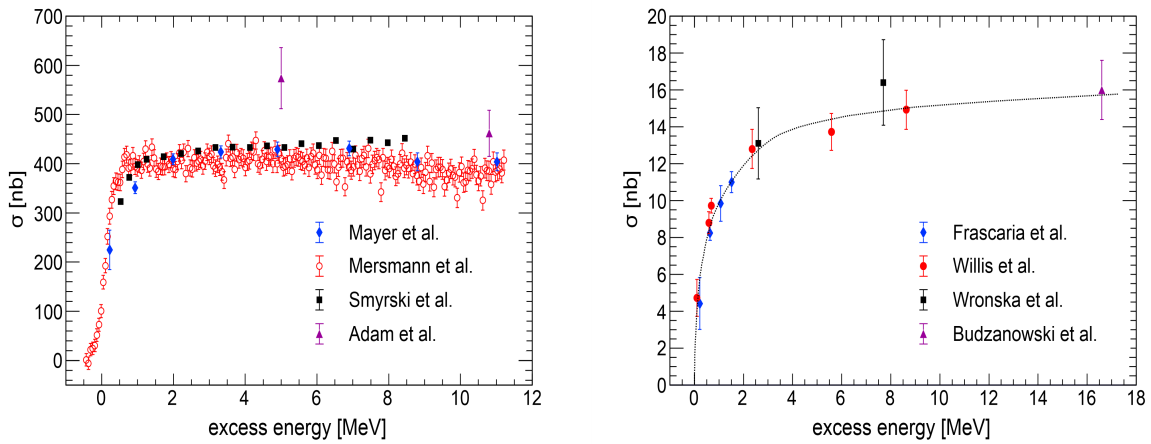 700
600
500
400
300
200
100
0
σ [nb]
0 2 4 6 8 10 12
excess energy [MeV]
Mayer et al.
Mersmann et al.
Smyrski et al.
Adam et al.
20
18
16
14
12
10
8
6
4
2
0
σ [nb]
0 2 4 6 8 10 12 14 16 18
excess energy [MeV]
Frascaria et al.
Willis et al.
Wronska et al.
Budzanowski et al.